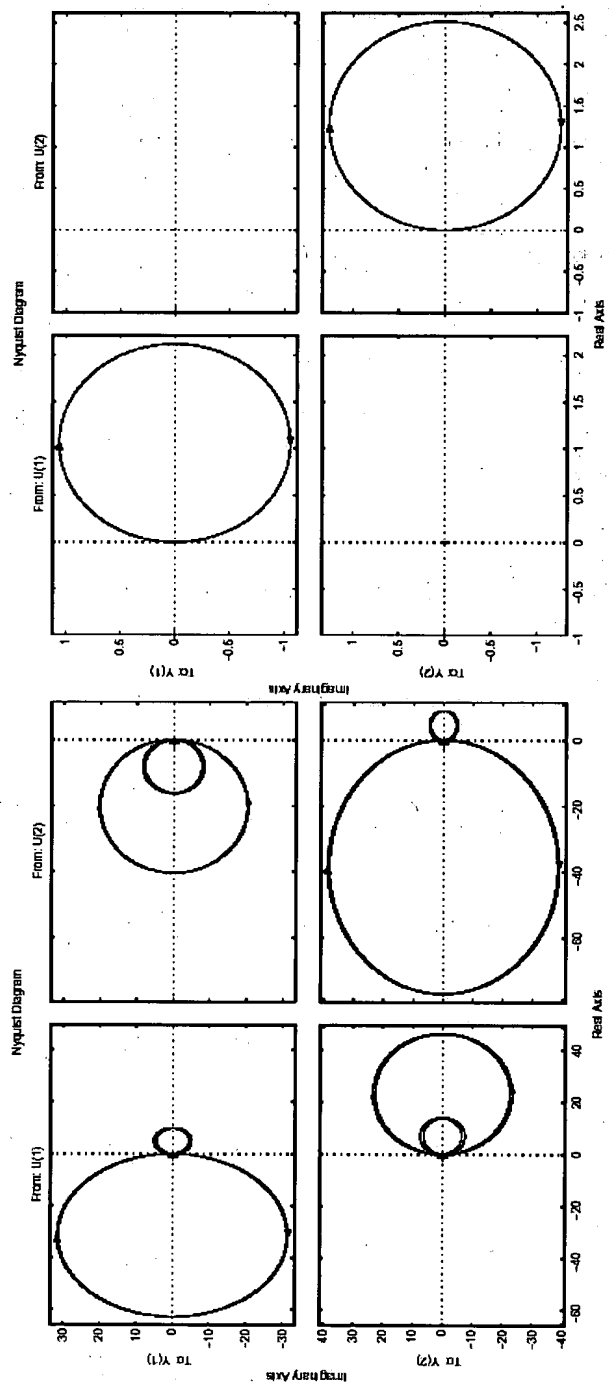 Nyquist Diagram
From: U(1)
From: U(2)
Imaginary Axis
To: Y(1)
30
20
10
0
-10
-20
-30
To: Y(2)
40
30
20
10
0
-10
-20
-30
-40
-60 -40 -20 0 20 40
-60 -40 -20 0
Real Axis
Nyquist Diagram
From: U(1)
From: U(2)
Imaginary Axis
To: Y(1)
1
0.5
0
-0.5
-1
To: Y(2)
1
0.5
0
-0.5
-1
-1 -0.5 0 0.5 1 1.5 2
-1 -0.5 0 0.5 1 1.5 2 2.5
Real Axis